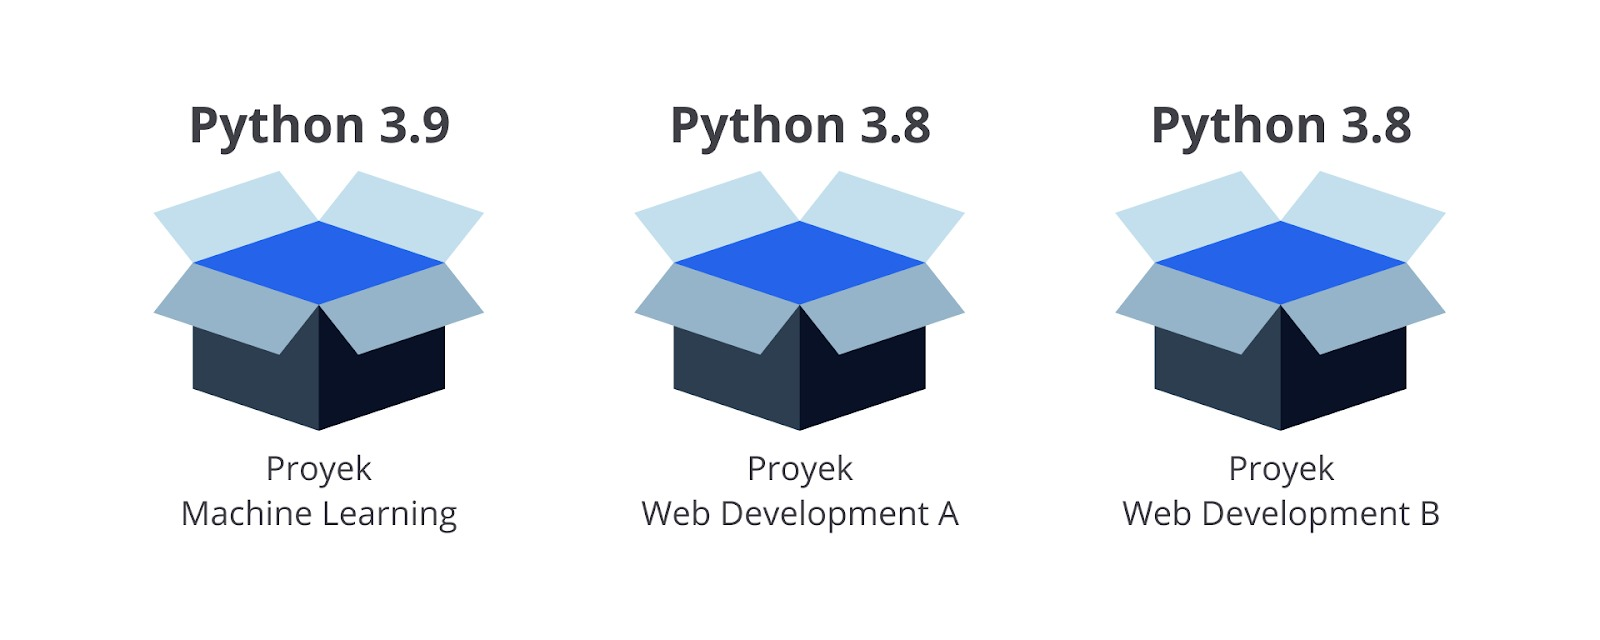 Python 3.9
Proyek
Machine Learning
Python 3.8
Proyek
Web Development A
Python 3.8
Proyek
Web Development B